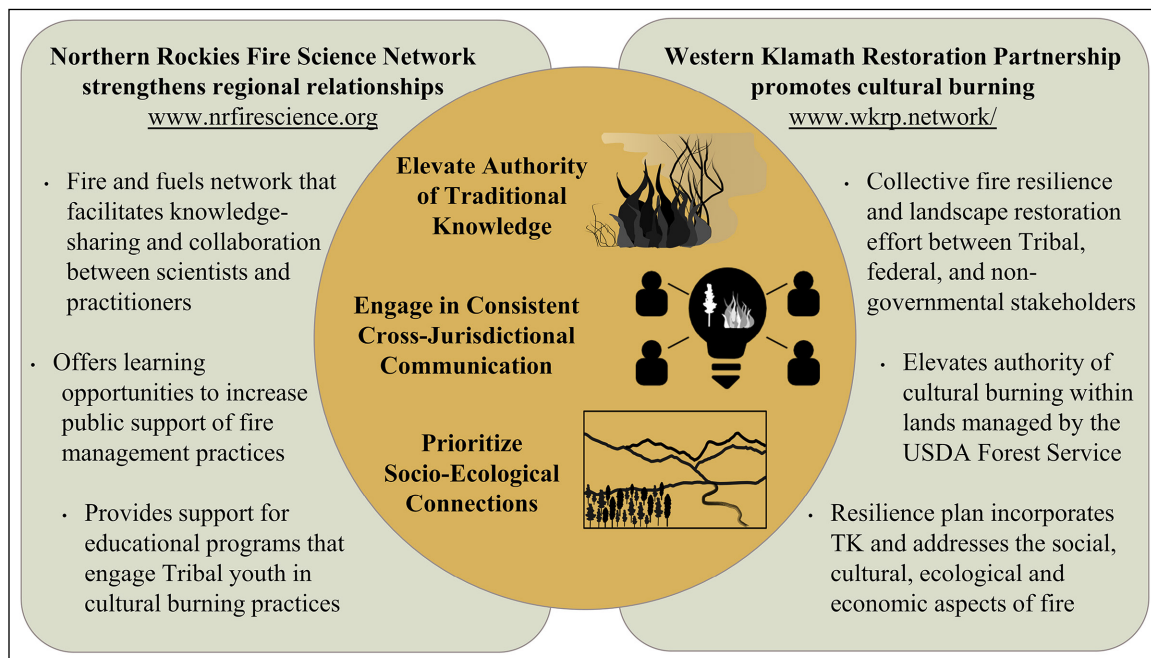 Northern Rockies Fire Science Network
strengthens regional relationships
www.nrfirescience.org
· Fire and fuels network that
facilitates knowledge-
sharing and collaboration
between scientists and
practitioners
· Offers learning
opportunities to increase
public support of fire
management practices
· Provides support for
educational programs that
engage Tribal youth in
cultural burning practices
Elevate Authority
of Traditional
Knowledge
Engage in Consistent
Cross-Jurisdictional
Communication
Prioritize
Socio-Ecological
Connections
Western Klamath Restoration Partnership
promotes cultural burning
www.wkrp.network/
· Collective fire resilience
and landscape restoration
effort between Tribal,
federal, and non-
governmental stakeholders
· Elevates authority of
cultural burning within
lands managed by the
USDA Forest Service
· Resilience plan incorporates
TK and addresses the social,
cultural, ecological and
economic aspects of fire